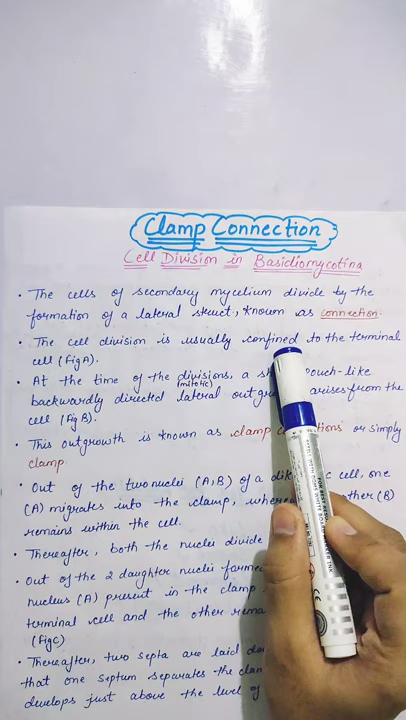 Clamp Connection
Cell Division in Basidiomycotina
• The cells of secondary mycelium divide by the
formation of a lateral struct, known as connection.
• The cell division is usually confined to the terminal
cell (Fig A).
• At the time of the divisions, a pouch-like
(mitotic)
backwardly directed lateral arises from the
cell (Fig B).
• This outgrowth is known as clamp or simply
clamp.
• Out of the two nuclei (A,B) of a cell, one
(A) migrates into the clamp, other (B)
remains within the cell.
• Thereafter, both the nuclei divide
• Out of the 2 daughter nuclei
nucleus (A) present in the clamp
terminal cell and the other
(Fig C)
• Thereafter, two septa are laid
that one septum separates the
develops just above the level of